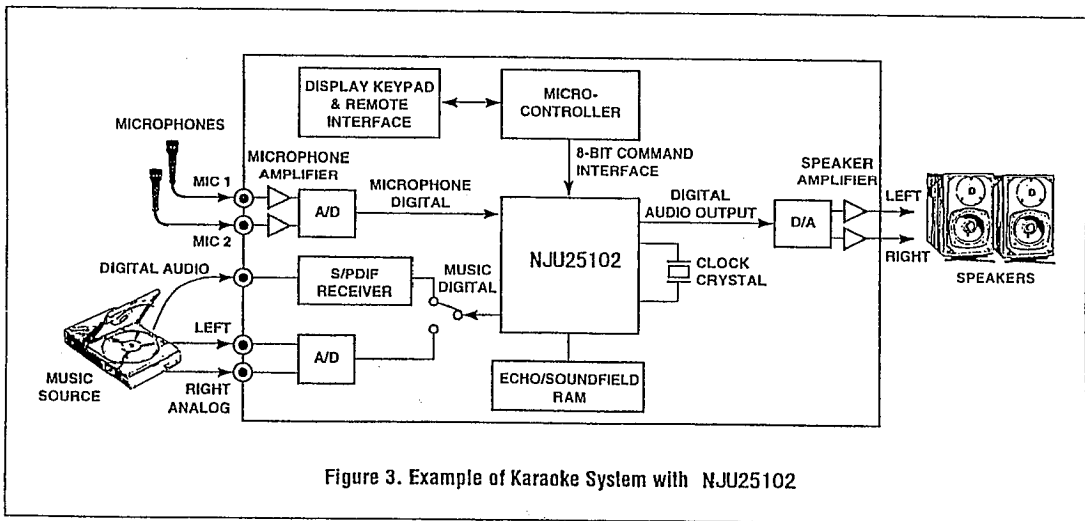 DISPLAY KEYPAD
& REMOTE
INTERFACE
MICRO-
CONTROLLER
MICROPHONES
MICROPHONE
AMPLIFIER
8-BIT COMMAND
INTERFACE
SPEAKER
AMPLIFIER
MIC 1
A/D
MICROPHONE
DIGITAL
DIGITAL
AUDIO OUTPUT
D/A
LEFT
RIGHT
MIC 2
NJU25102
CLOCK
CRYSTAL
SPEAKERS
DIGITAL AUDIO
S/PDIF
RECEIVER
MUSIC
DIGITAL
LEFT
A/D
MUSIC
SOURCE
RIGHT
ANALOG
ECHO/SOUNDFIELD
RAM
Figure 3. Example of Karaoke System with NJU25102